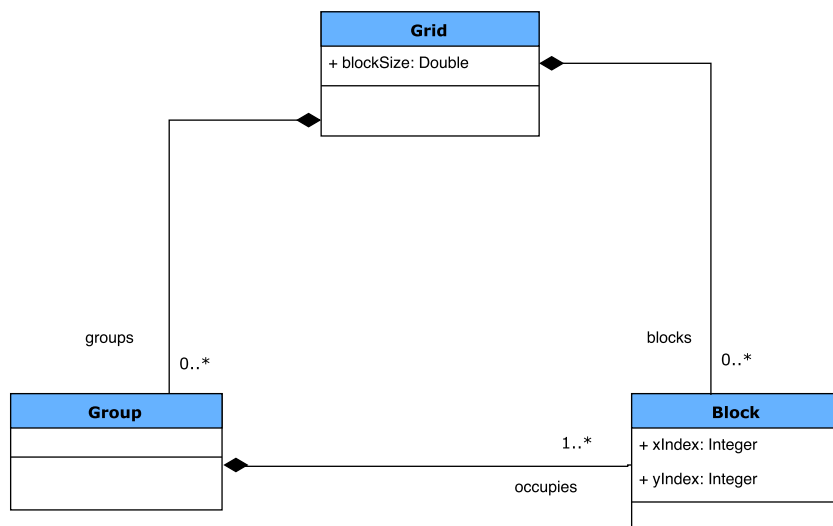 Grid
+ blockSize: Double
groups
0..*
blocks
0..*
Group
Block
+ xIndex: Integer
+ yIndex: Integer
1..*
occupies